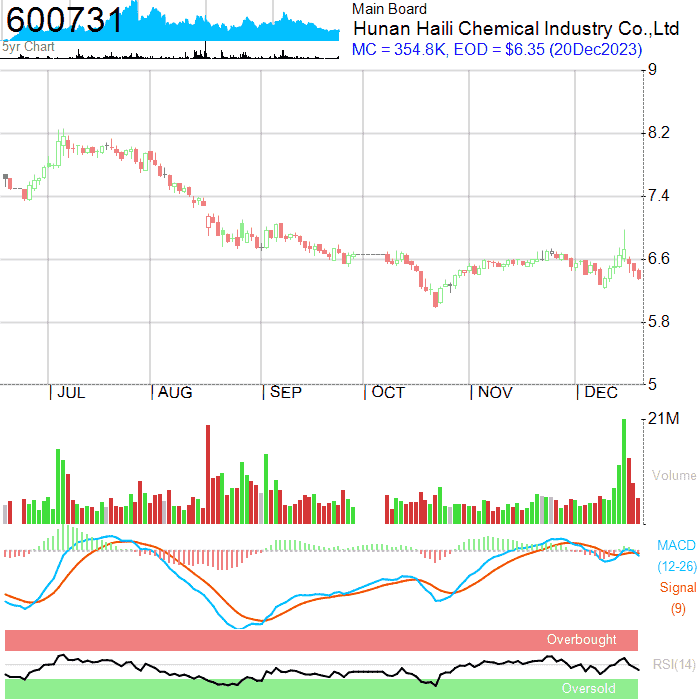 600731
5yr Chart
Main Board
Hunan Haili Chemical Industry Co.,Ltd
MC = 354.8K, EOD = $6.35 (20Dec2023)
9
8.2
7.4
6.6
5.8
5
JUL AUG SEP OCT NOV DEC
21M
Volume
MACD
(12-26)
Signal
(9)
Overbought
RSI(14)
Oversold